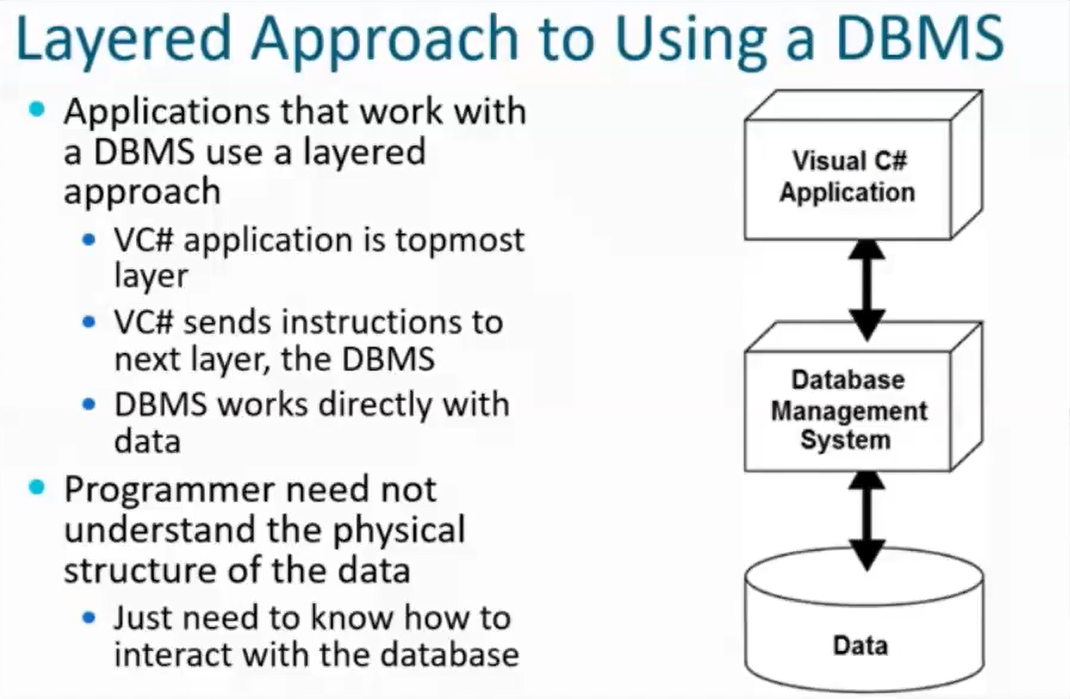 Layered Approach to Using a DBMS
• Applications that work with
a DBMS use a layered
approach
• VC# application is topmost
layer
• VC# sends instructions to
next layer, the DBMS
• DBMS works directly with
data
• Programmer need not
understand the physical
structure of the data
• Just need to know how to
interact with the database
Visual C#
Application
Database
Management
System
Data